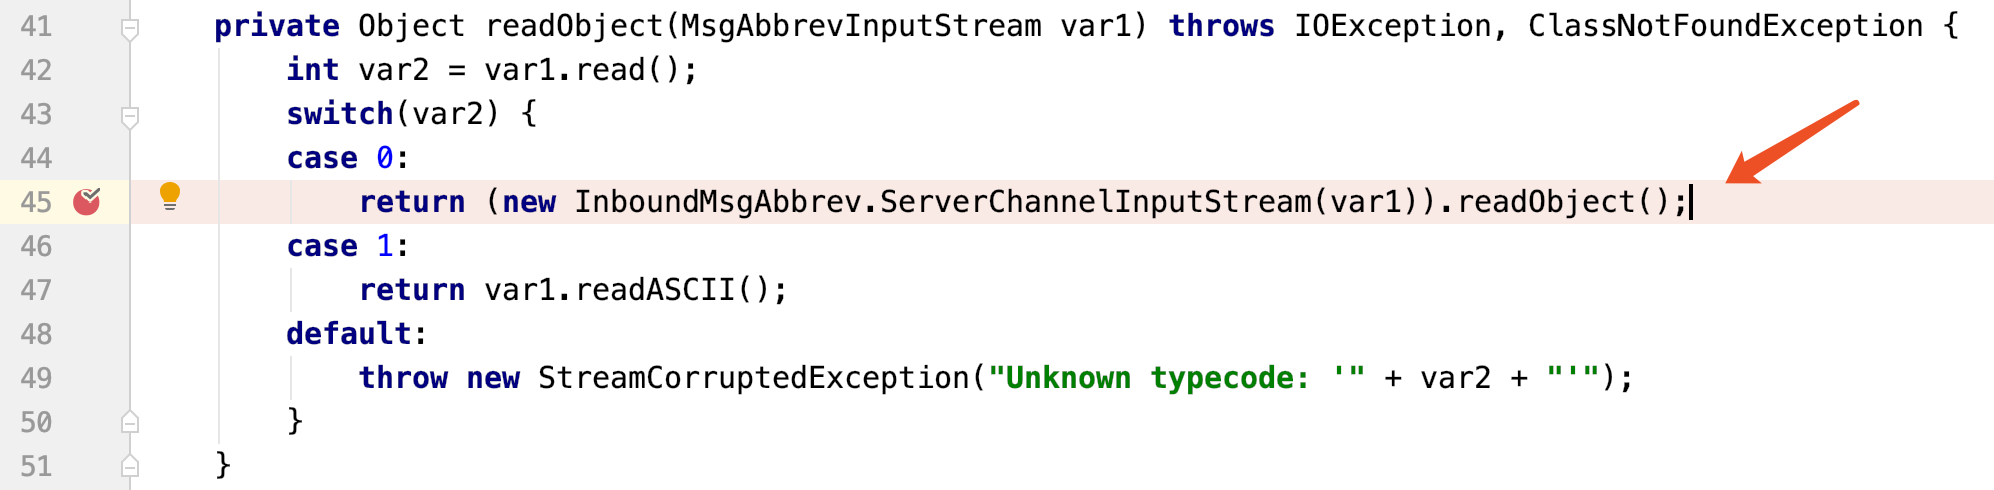 41 private Object readObject(MsgAbbrevInputStream var1) throws IOException, ClassNotFoundException {
42 int var2 = var1.read();
43 switch(var2) {
44 case 0:
45 return (new InboundMsgAbbrev.ServerChannelInputStream(var1)).readObject();
46 case 1:
47 return var1.readASCII();
48 default:
49 throw new StreamCorruptedException("Unknown typecode: '" + var2 + "'");
50 }
51 }